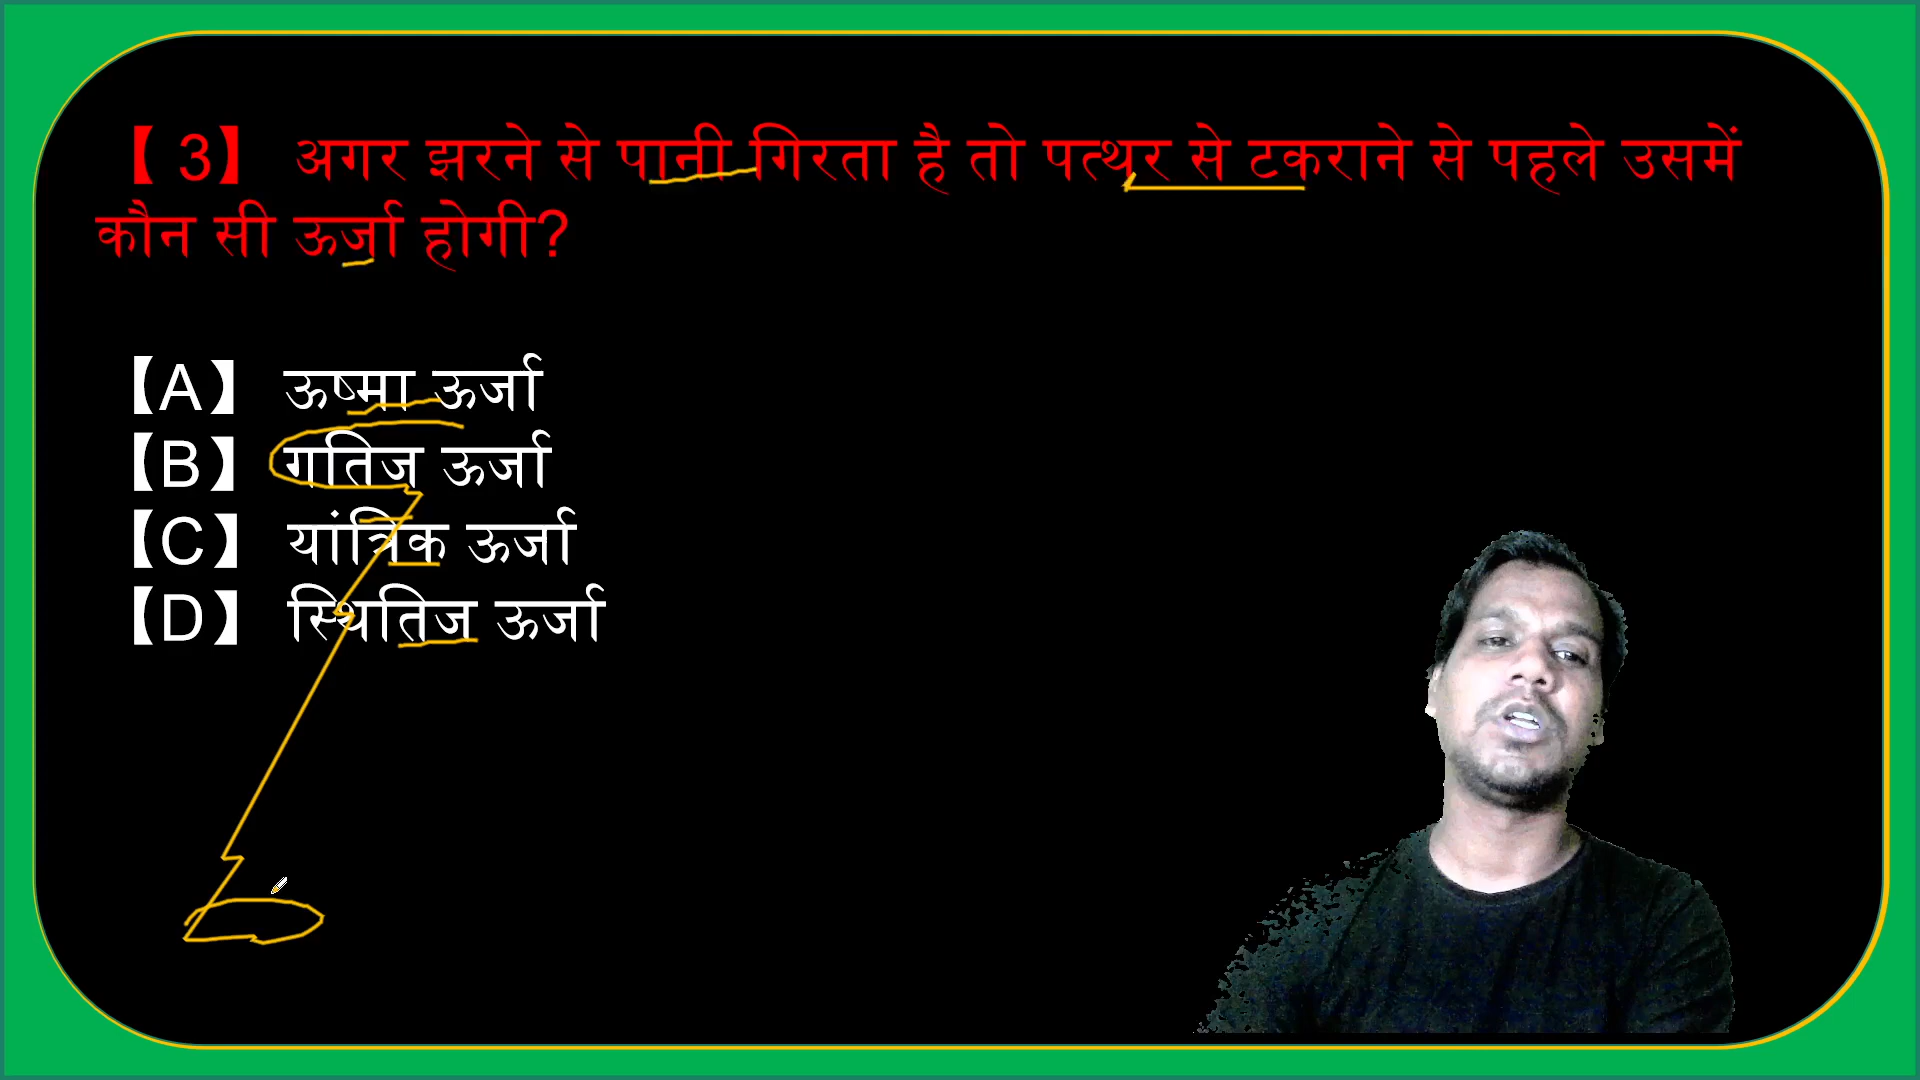 【 3】 अगर झरने से पानी गिरता है तो पत्थर से टकराने से पहले उसमें
कौन सी ऊर्जा होगी?
【A】 ऊष्मा ऊर्जा
【B】 गतिज ऊर्जा
【C】 यांत्रिक ऊर्जा
【D】 स्थितिज ऊर्जा